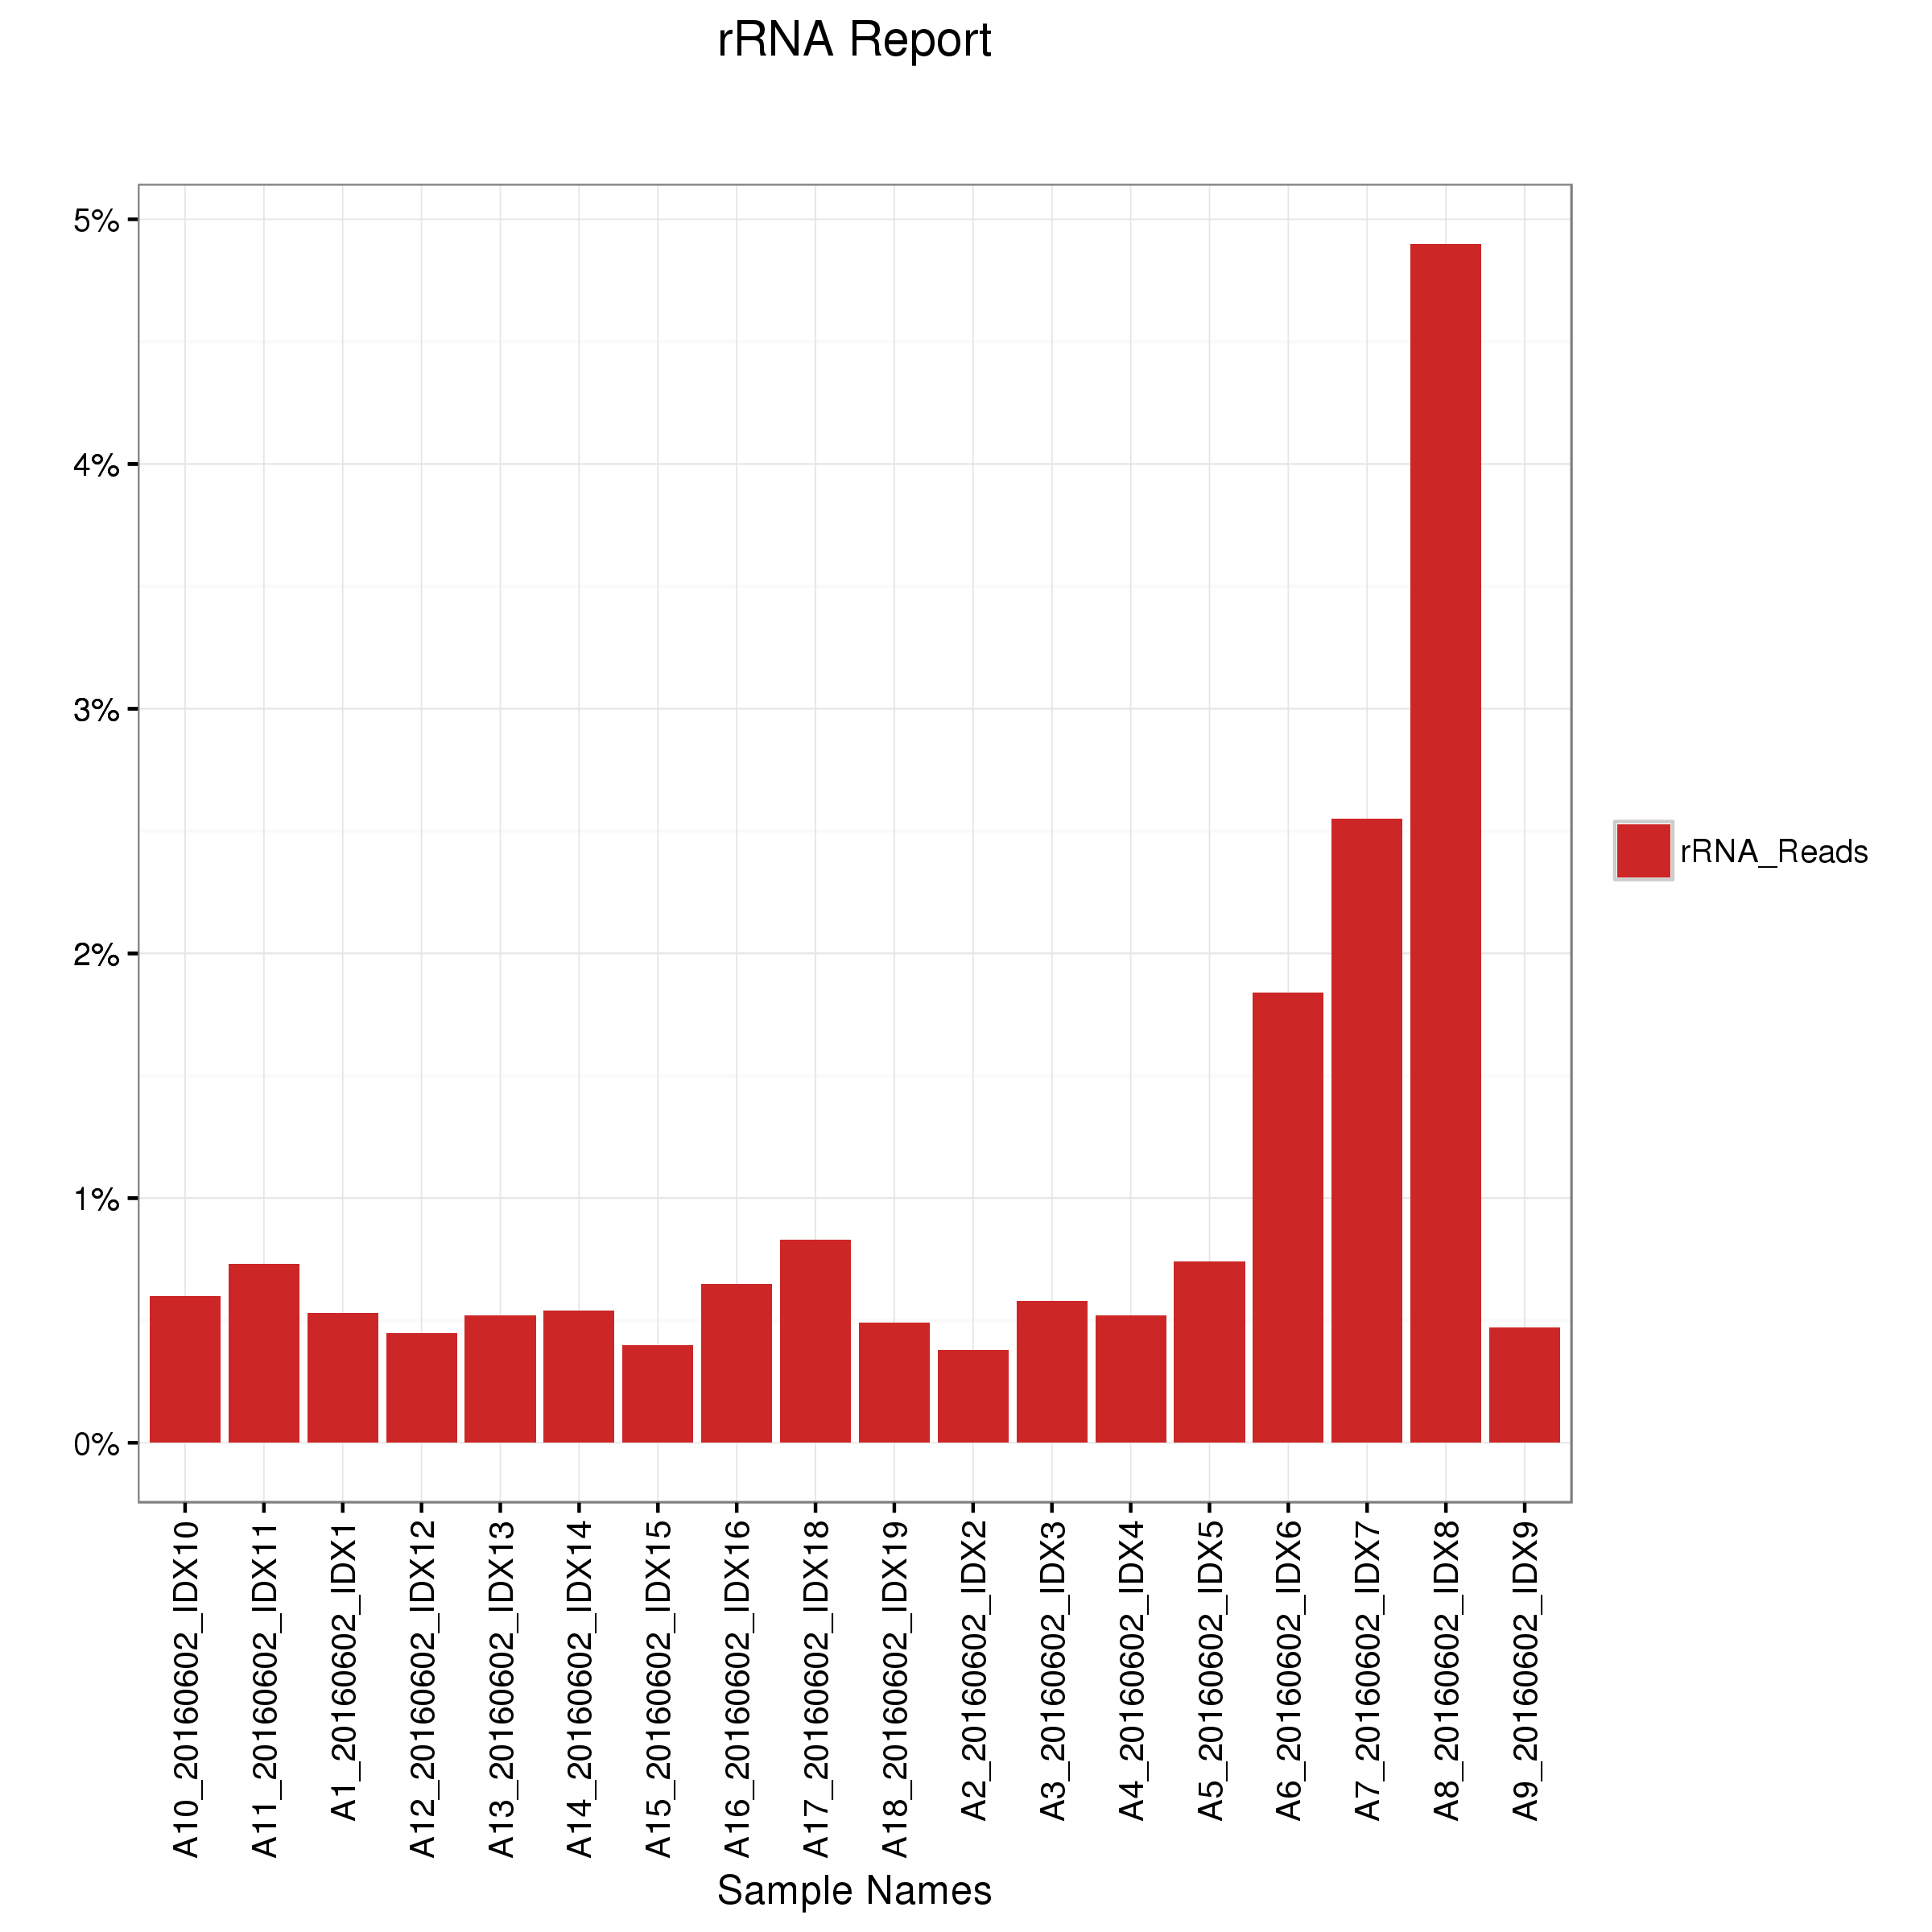 rRNA Report
5%
4%
3%
2%
1%
0%
rRNA_Reads
A10_20160602_IDX10
A11_20160602_IDX11
A1_20160602_IDX1
A12_20160602_IDX12
A13_20160602_IDX13
A14_20160602_IDX14
A15_20160602_IDX15
A16_20160602_IDX16
A17_20160602_IDX18
A18_20160602_IDX19
A2_20160602_IDX2
A3_20160602_IDX3
A4_20160602_IDX4
A5_20160602_IDX5
A6_20160602_IDX6
A7_20160602_IDX7
A8_20160602_IDX8
A9_20160602_IDX9
Sample Names